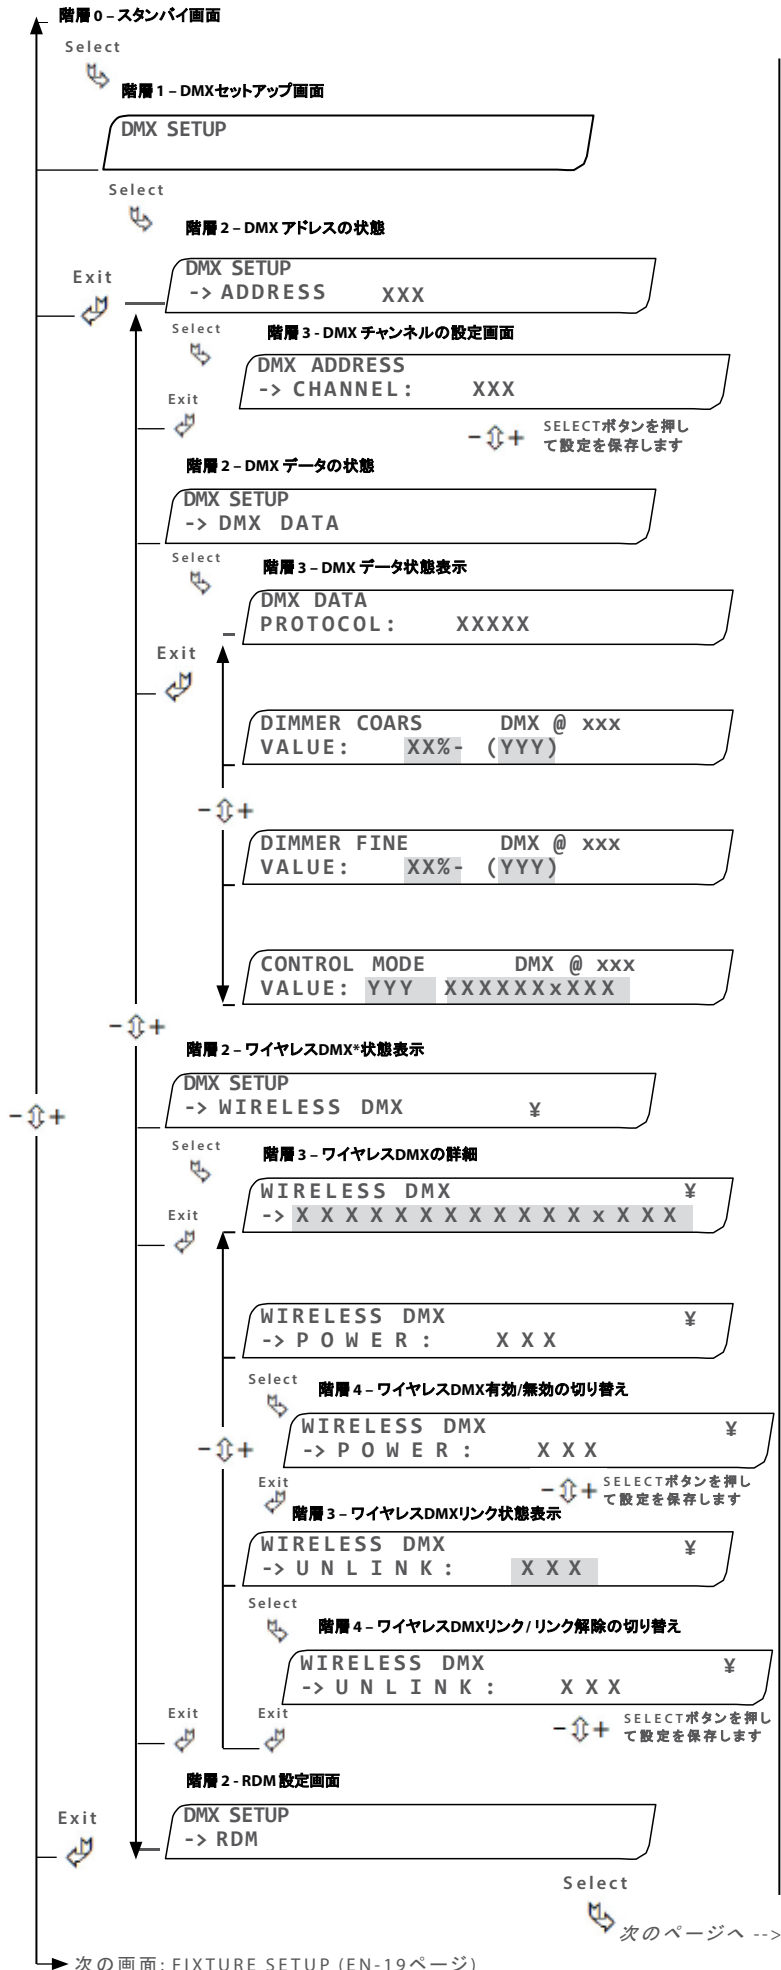 階層 0 – スタンバイ画面
Select
階層 1 – DMXセットアップ画面
DMX SETUP
Select
階層 2 – DMX アドレスの状態
Exit
DMX SETUP
-> ADDRESS XXX
Select
階層 3 - DMX チャンネルの設定画面
DMX ADDRESS
-> CHANNEL: XXX
Exit
- + SELECTボタンを押し
て設定を保存します
階層 2 – DMX データの状態
DMX SETUP
-> DMX DATA
Select
階層 3 – DMX データ状態表示
DMX DATA
PROTOCOL: XXXXX
Exit
DIMMER COARS DMX @ xxx
VALUE: XX%- (YYY)
- +
DIMMER FINE DMX @ xxx
VALUE: XX%- (YYY)
CONTROL MODE DMX @ xxx
VALUE: YYY XXXXXXxXXX
- +
階層 2 – ワイヤレスDMX*状態表示
DMX SETUP
-> WIRELESS DMX ¥
- +
Select
階層 3 – ワイヤレスDMXの詳細
WIRELESS DMX ¥
-> X X X X X X X X X X X X x X X X
Exit
WIRELESS DMX ¥
-> P O W E R : X X X
Select
階層 4 – ワイヤレスDMX有効/無効の切り替え
WIRELESS DMX ¥
-> P O W E R : X X X
- +
Exit
- + SELECTボタンを押し
て設定を保存します
階層 3 – ワイヤレスDMXリンク状態表示
WIRELESS DMX ¥
-> U N L I N K : X X X
Select
階層 4 – ワイヤレスDMXリンク / リンク解除の切り替え
WIRELESS DMX ¥
-> U N L I N K : X X X
Exit
Exit
- + SELECTボタンを押し
て設定を保存します
階層 2 - RDM 設定画面
DMX SETUP
-> RDM
Exit
Select
次のページへ -->
次の画面: FIXTURE SETUP (EN-19ページ)